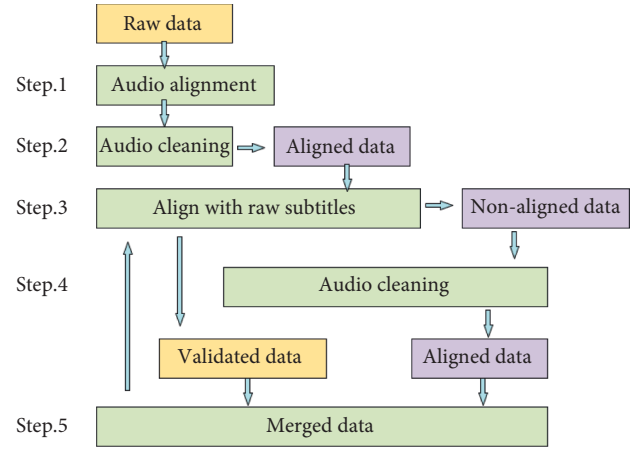 Raw data
Step.1 Audio alignment
Step.2 Audio cleaning Aligned data
Step.3 Align with raw subtitles Non-aligned data
Step.4 Audio cleaning
Validated data Aligned data
Step.5 Merged data